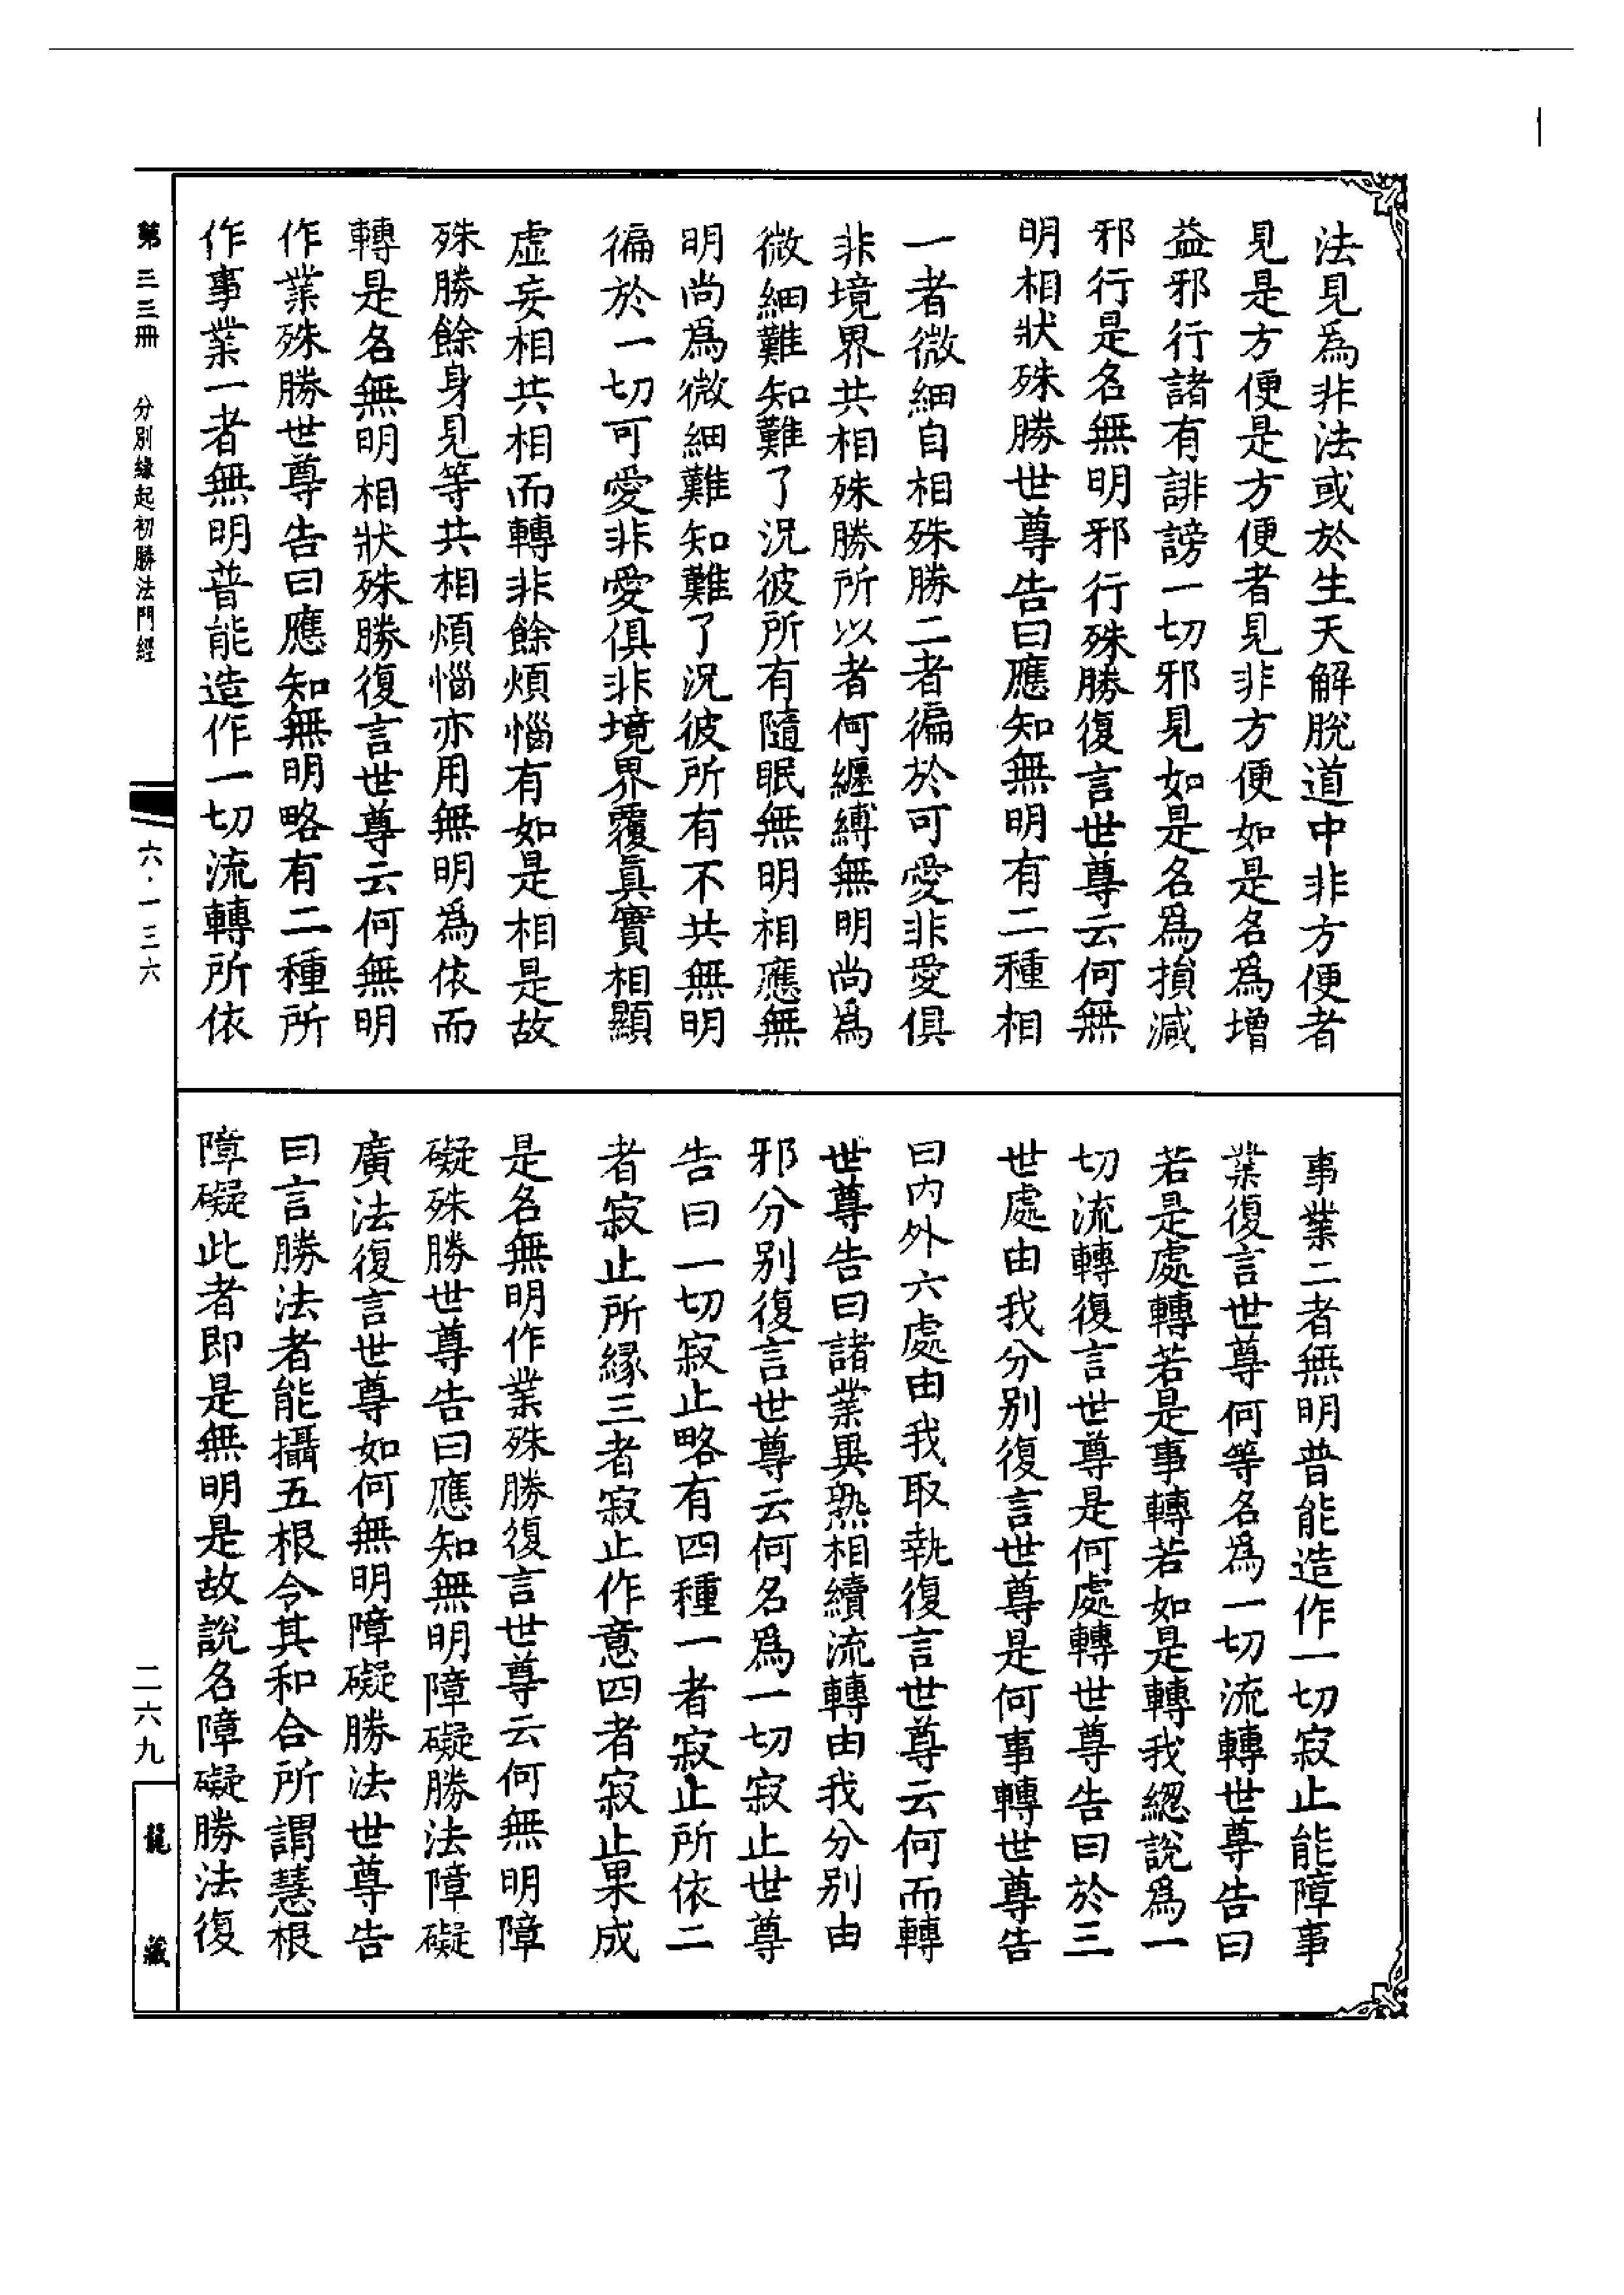 法見爲非法或於生天解脫道中非方便者
見是方便是方便者見非方便如是名爲增
益邪行諸有誹謗一切邪見如是名爲損減
邪行是名無明邪行殊勝復言世尊云何無
明相狀殊勝世尊告曰應知無明有二種相
一者微細自相殊勝二者徧於可愛非愛俱
非境界共相殊勝所以者何纏縛無明尚爲
微細難知難了況彼所有隨眠無明相應無
明尚爲微細難知難了況彼所有不共無明
徧於一切可愛非愛俱非境界覆眞實相顯
虛妄相共相而轉非餘煩惱有如是相是故
殊勝餘身見等共相煩惱亦用無明爲依而
轉是名無明相狀殊勝復言世尊云何無明
作業殊勝世尊告曰應知無明略有二種所
作事業一者無明普能造作一切流轉所依
事業二者無明普能造作一切寂止能障事
業復言世尊何等名爲一切流轉世尊告曰
若是處轉若是事轉若如是轉我緫說爲一
切流轉復言世尊是何處轉世尊告曰於三
世處由我分別復言世尊是何事轉世尊告
曰內外六處由我取執復言世尊云何而轉
世尊告曰諸業異熟相續流轉由我分別由
邪分別復言世尊云何名爲一切寂止世尊
告曰一切寂止略有四種一者寂止所依二
者寂止所緣三者寂止作意四者寂止果成
是名無明作業殊勝復言世尊云何無明障
礙殊勝世尊告曰應知無明障礙勝法障礙
廣法復言世尊如何無明障礙勝法世尊告
曰言勝法者能攝五根令其和合所謂慧根
障礙此者即是無明是故說名障礙勝法復
第三三冊 分別緣起初勝法門經 六·一三六
二六九 龍藏